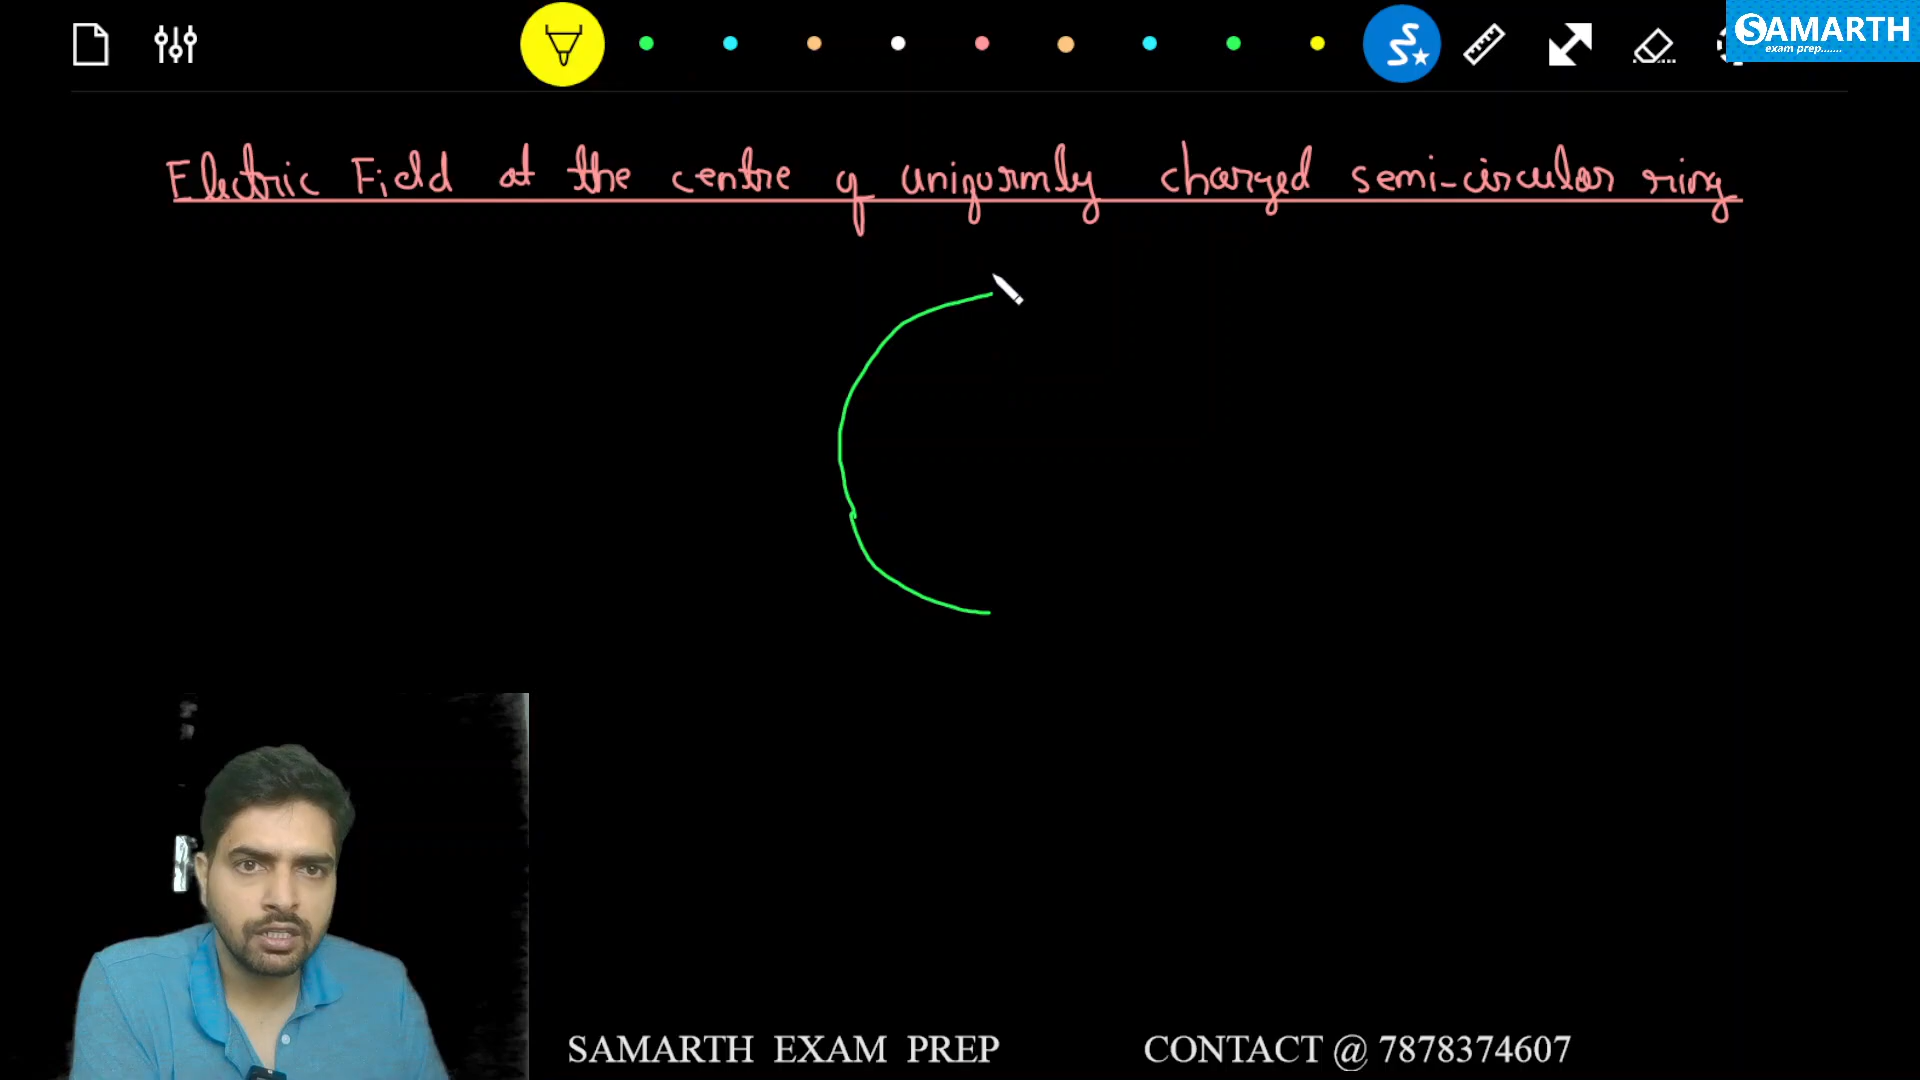 SAMARTH
exam prep.......
Electric Field at the centre of uniformly charged semi-circular ring
SAMARTH EXAM PREP CONTACT @ 7878374607